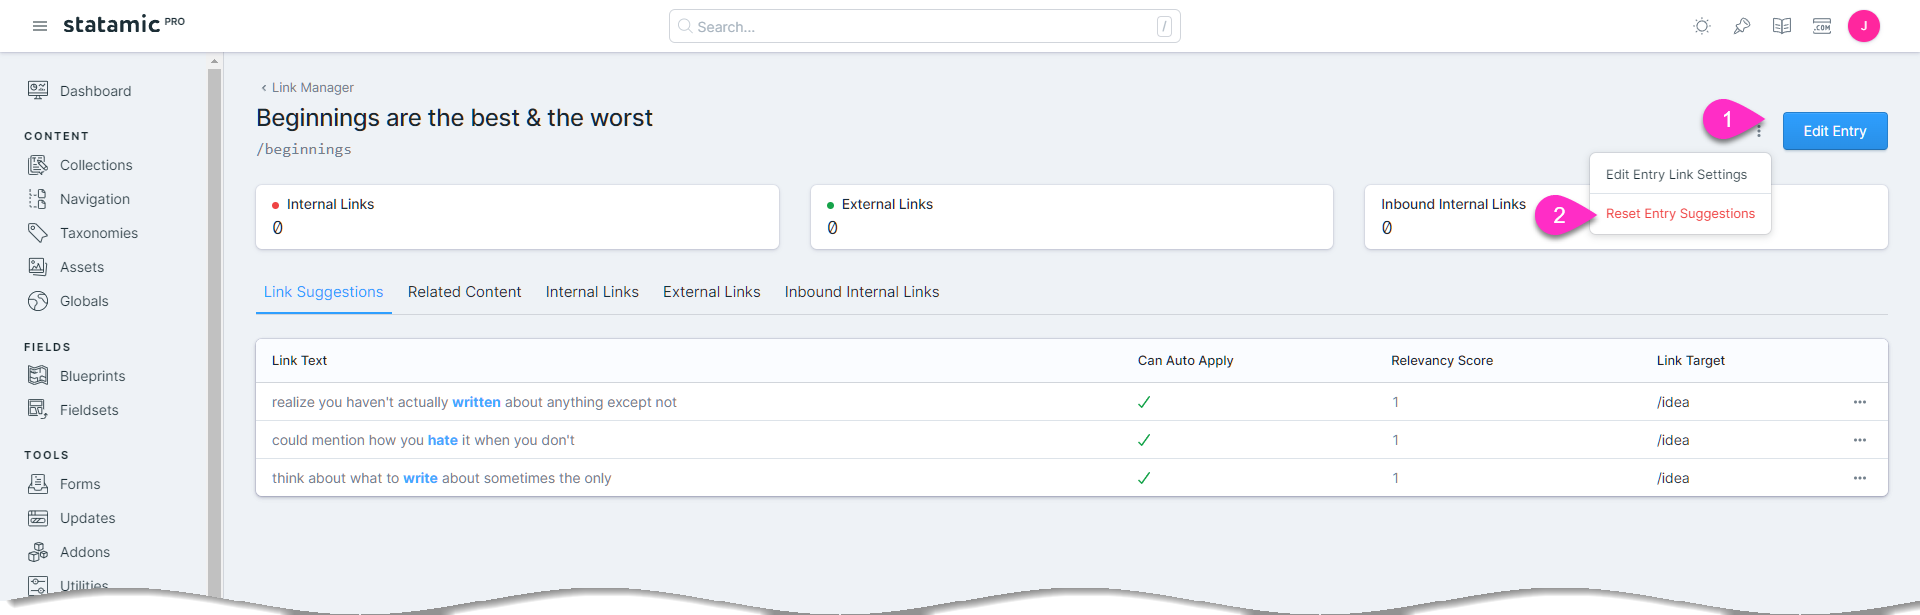 statamic PRO
Search...
/
.COM
J
Dashboard
CONTENT
Collections
Navigation
Taxonomies
Assets
Globals
FIELDS
Blueprints
Fieldsets
TOOLS
Forms
Updates
Addons
Utilities
‹ Link Manager
Beginnings are the best & the worst
/beginnings
1
Edit Entry
Edit Entry Link Settings
2
Reset Entry Suggestions
Internal Links
0
External Links
0
Inbound Internal Links
0
Link Suggestions Related Content Internal Links External Links Inbound Internal Links
Link Text Can Auto Apply Relevancy Score Link Target
realize you haven't actually written about anything except not 1 /idea
could mention how you hate it when you don't 1 /idea
think about what to write about sometimes the only 1 /idea